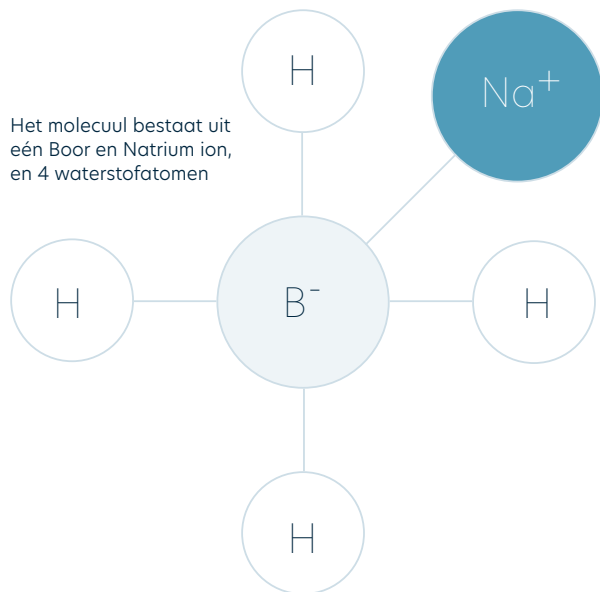 H
Na⁺
Het molecuul bestaat uit
eén Boor en Natrium ion,
en 4 waterstofatomen
H
B⁻
H
H